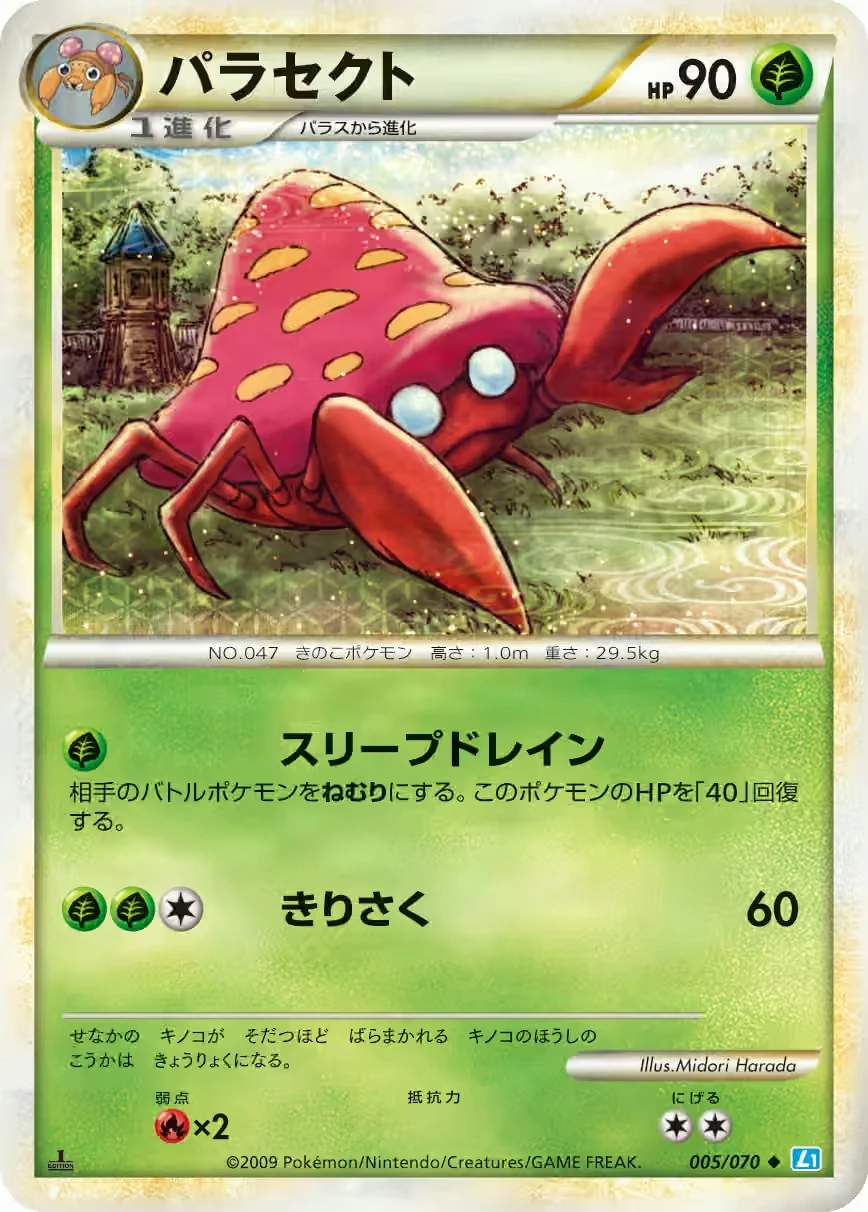 パラセクト HP90
1進化 パラスから進化
NO.047 きのこポケモン 高さ:1.0m 重さ:29.5kg
スリープドレイン
相手のバトルポケモンをねむりにする。このポケモンのHPを「40」回復
する。
きりさく 60
せなかの キノコが そだつほど ばらまかれる キノコのほうしの
こうかは きょうりょくになる。
Illus.Midori Harada
弱点 抵抗力 にげる
×2
1 EDITION ©2009 Pokémon/Nintendo/Creatures/GAME FREAK. 005/070 ◆ L1